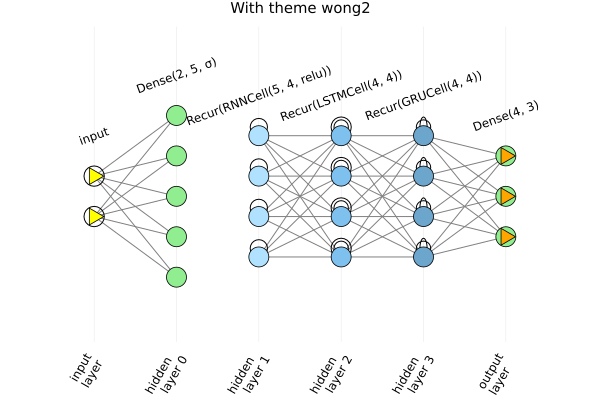 With theme wong2
input
Dense(2, 5, σ)
Recur(RNNCell(5, 4, relu))
Recur(LSTMCell(4, 4))
Recur(GRUCell(4, 4))
Dense(4, 3)
input
layer
hidden
layer 0
hidden
layer 1
hidden
layer 2
hidden
layer 3
output
layer